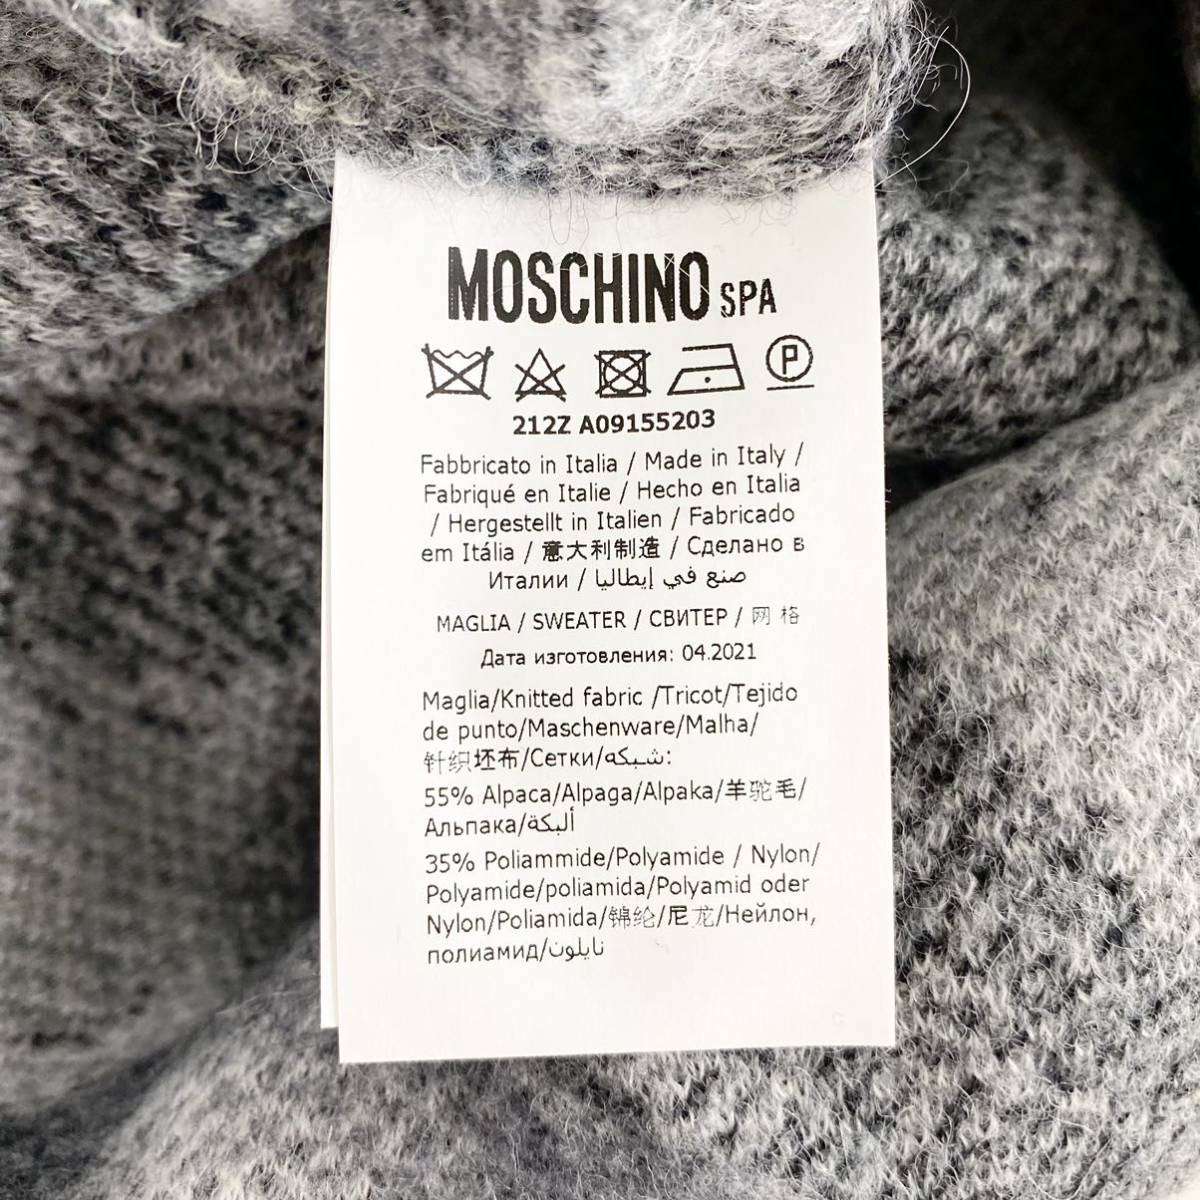 MOSCHINO SPA
P
212Z A09155203
Fabbricato in Italia / Made in Italy /
Fabriqué en Italie / Hecho en Italia
/ Hergestellt in Italien / Fabricado
em Itália / 意大利制造 / Сделано в
Италии / صنع في إيطاليا
MAGLIA / SWEATER / СВИТЕР / 网 格
Дата изготовления: 04.2021
Maglia/Knitted fabric /Tricot/Tejido
de punto/Maschenware/Malha/
针织坯布/Сетки/شبكه:
55% Alpaca/Alpaga/Alpaka/羊驼毛/
Альпака/ألبكة
35% Poliammide/Polyamide / Nylon/
Polyamide/poliamida/Polyamid oder
Nylon/Poliamida/锦纶/尼龙/Нейлон,
полиамид/نايلون